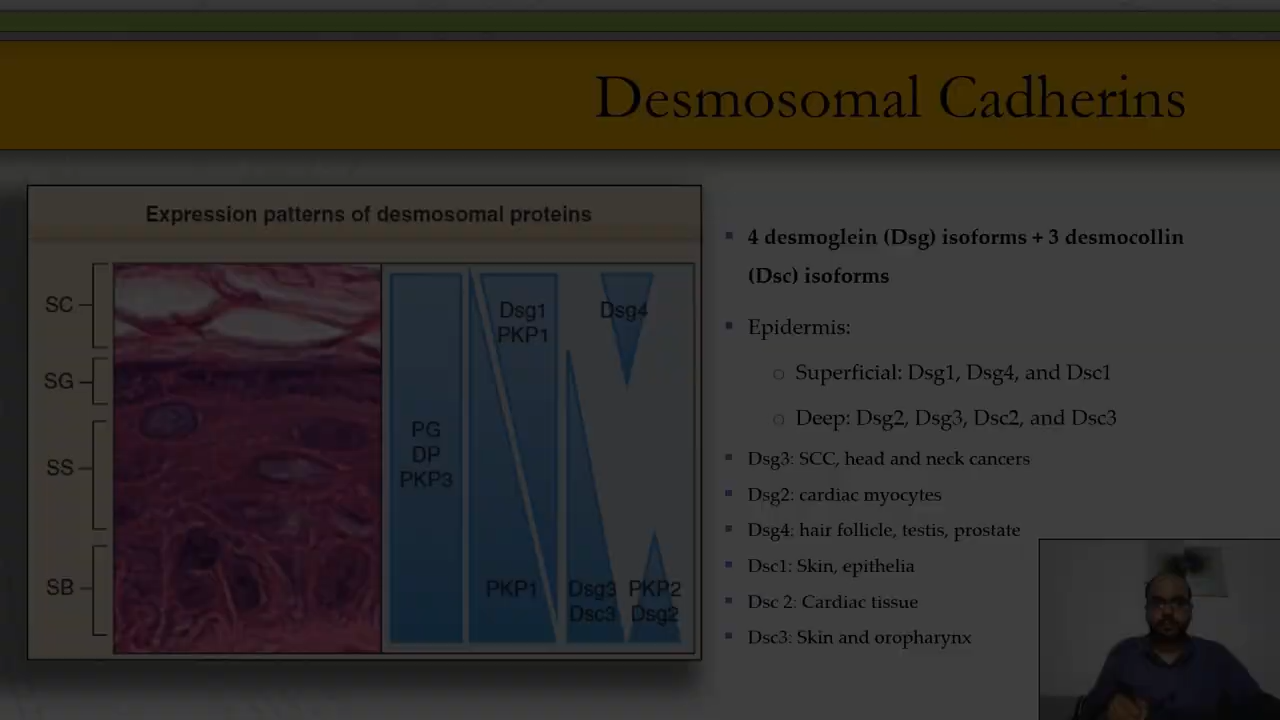 Desmosomal Cadherins
Expression patterns of desmosomal proteins
SC
SG
SS
SB
PG
DP
PKP3
Dsg1
PKP1
PKP1
Dsg4
Dsg3
Dsc3
PKP2
Dsg2
4 desmoglein (Dsg) isoforms + 3 desmocollin
(Dsc) isoforms
Epidermis:
Superficial: Dsg1, Dsg4, and Dsc1
Deep: Dsg2, Dsg3, Dsc2, and Dsc3
Dsg3: SCC, head and neck cancers
Dsg2: cardiac myocytes
Dsg4: hair follicle, testis, prostate
Dsc1: Skin, epithelia
Dsc 2: Cardiac tissue
Dsc3: Skin and oropharynx